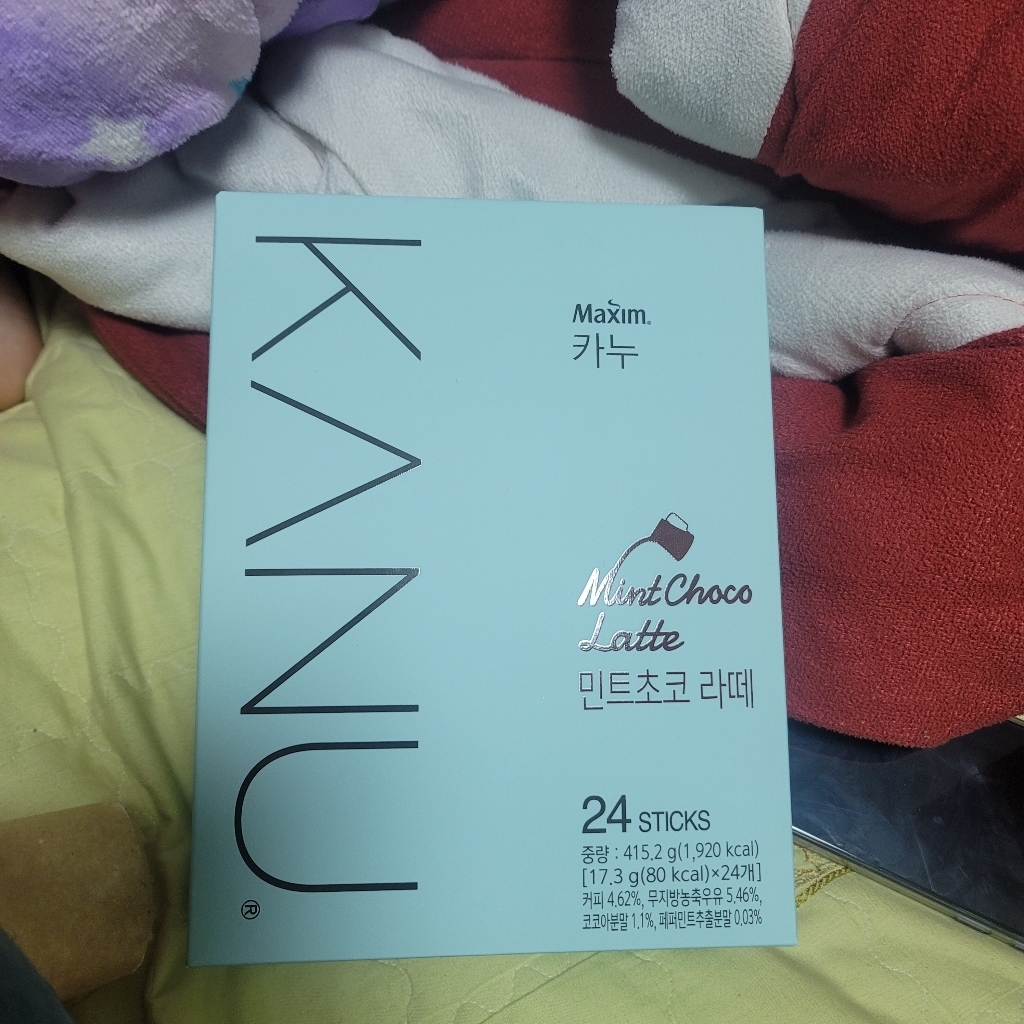 KANU®
Maxim®
카누
Mint Choco
Latte
민트초코 라떼
24 STICKS
중량 : 415.2 g(1,920 kcal)
[17.3 g(80 kcal)×24개]
커피 4.62%, 무지방농축우유 5.46%,
코코아분말 1.1%, 페퍼민트추출분말 0.03%